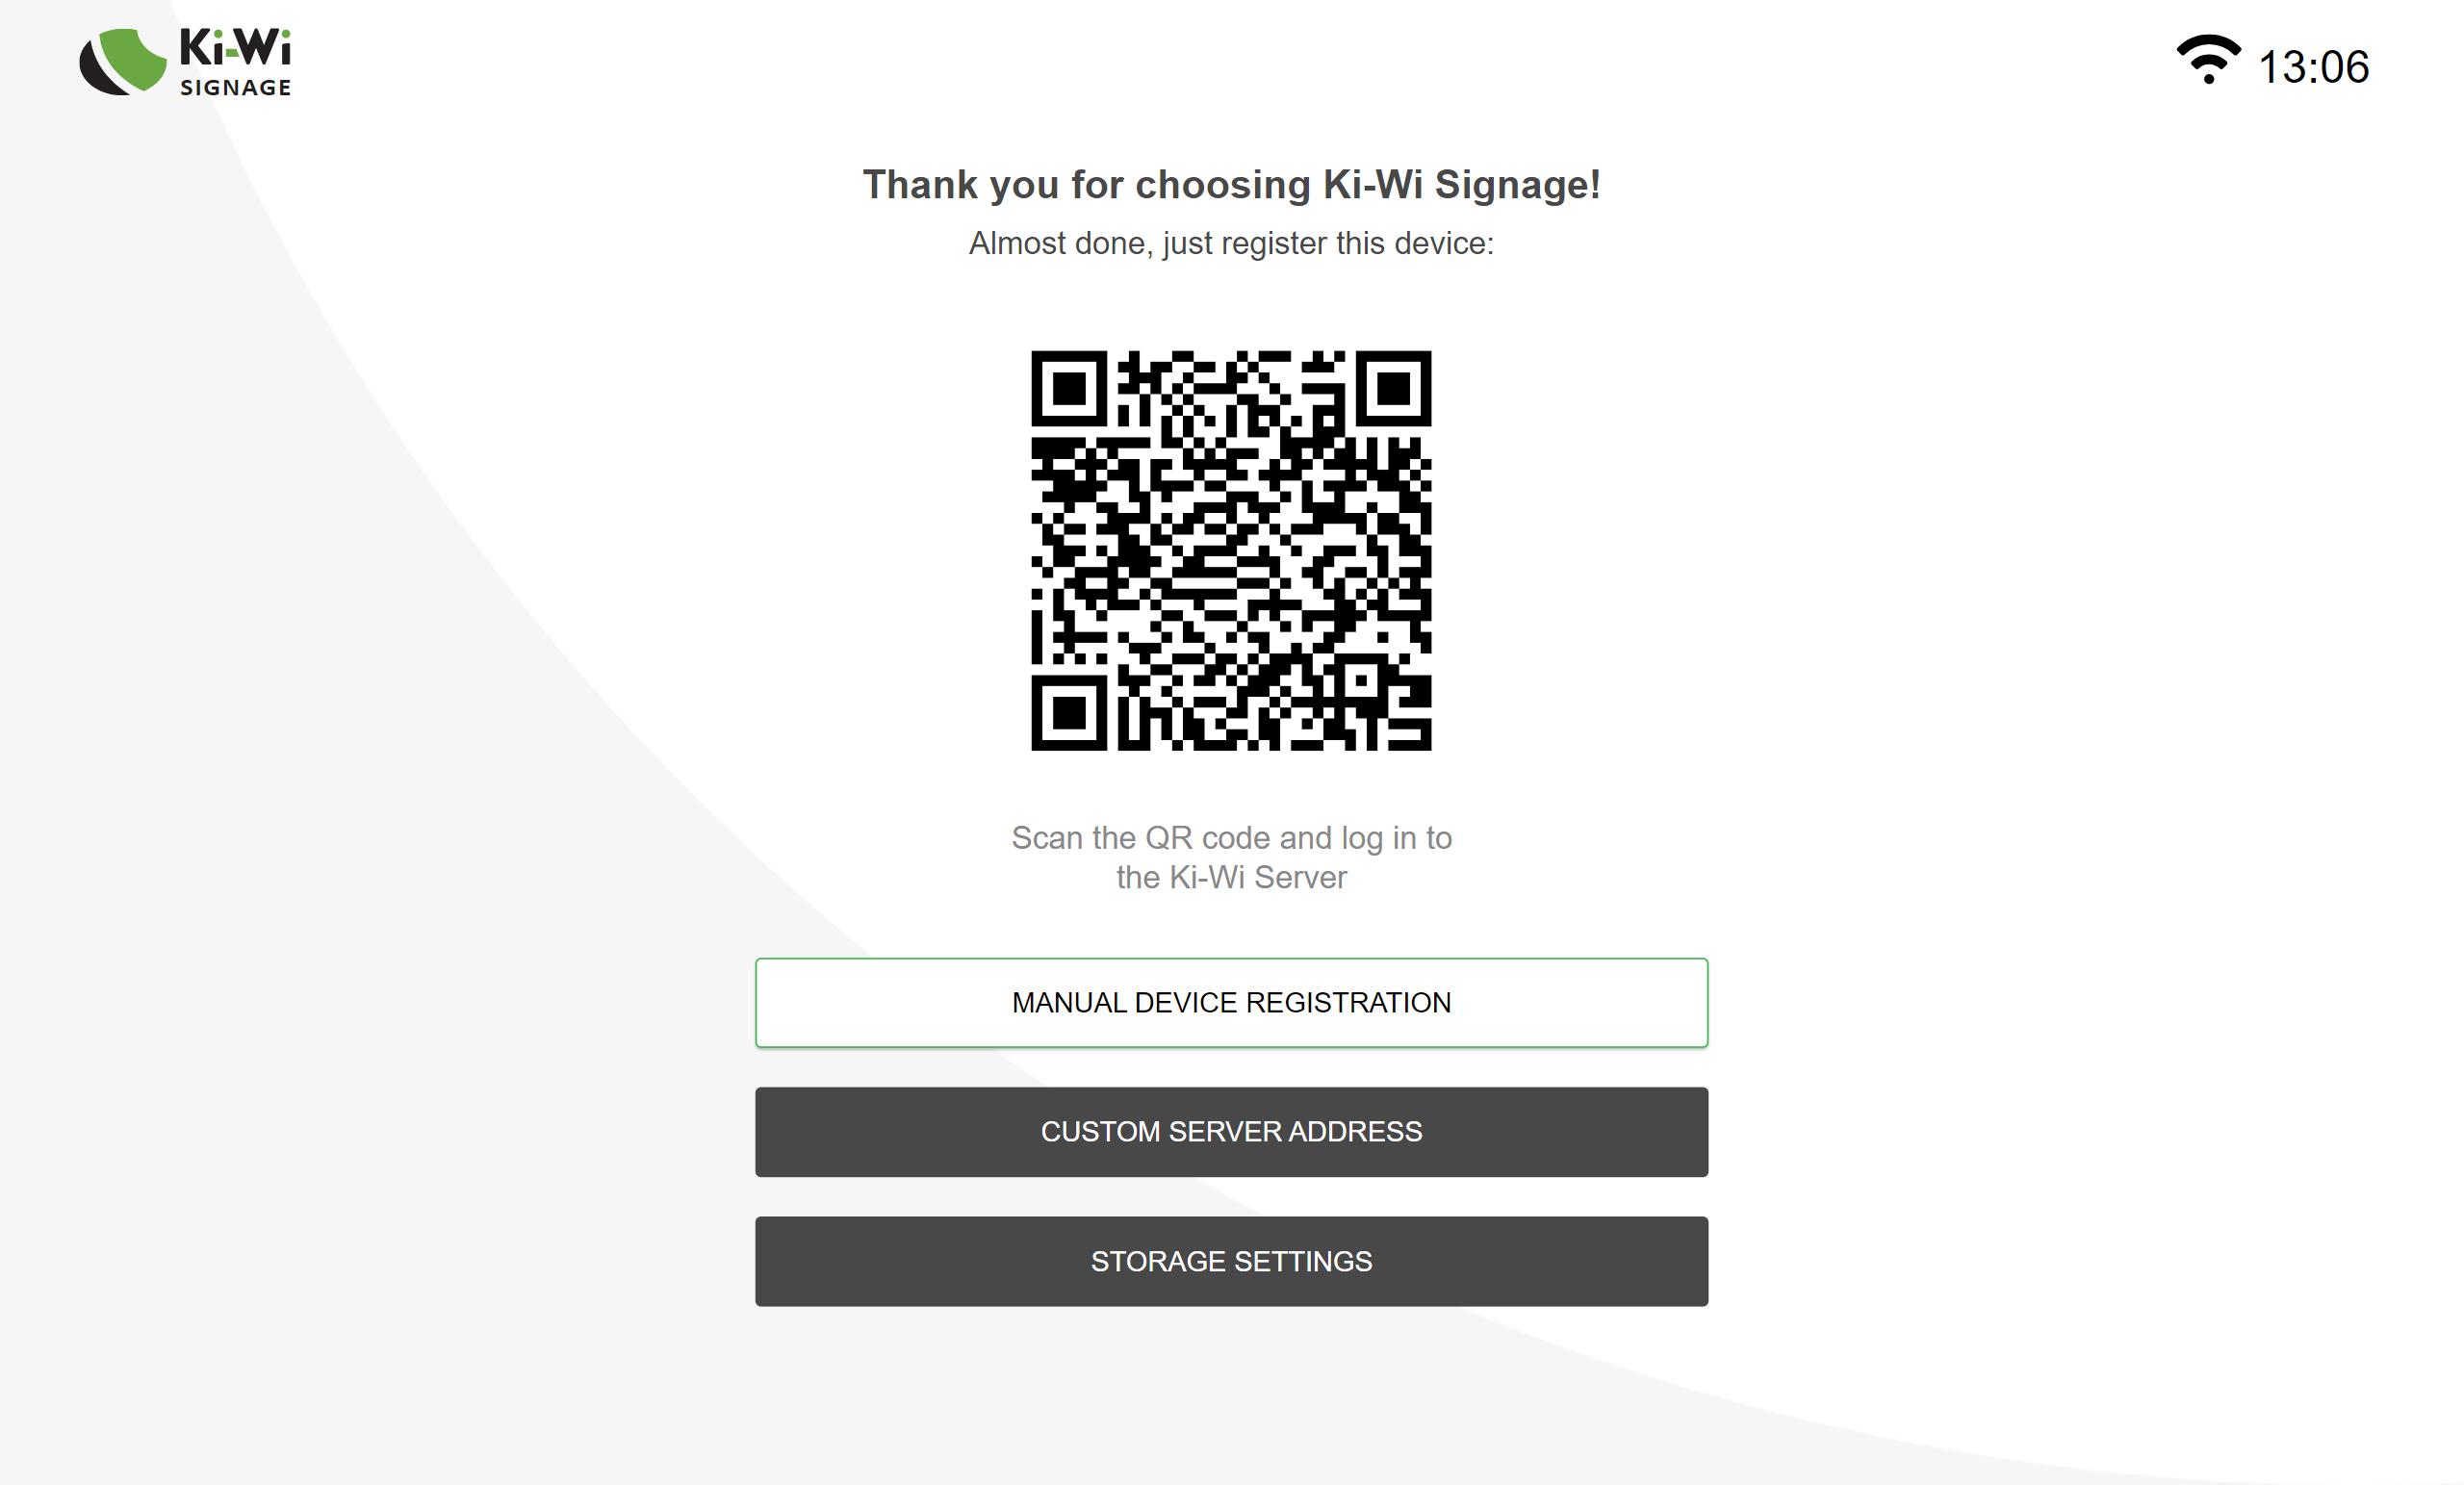 Ki-Wi
SIGNAGE
13:06
Thank you for choosing Ki-Wi Signage!
Almost done, just register this device:
Scan the QR code and log in to
the Ki-Wi Server
MANUAL DEVICE REGISTRATION
CUSTOM SERVER ADDRESS
STORAGE SETTINGS